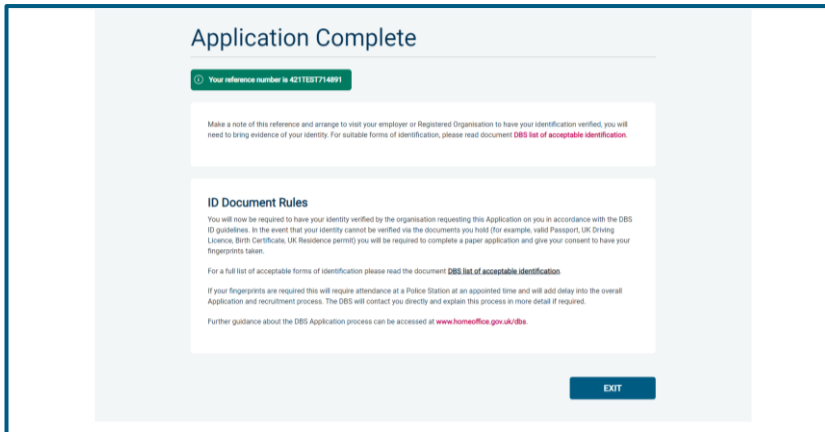 Application Complete
Your reference number is 421TEST714891
Make a note of this reference and arrange to visit your employer or Registered Organisation to have your identification verified, you will
need to bring evidence of your identity. For suitable forms of identification, please read document DBS list of acceptable identification.
ID Document Rules
You will now be required to have your identity verified by the organisation requesting this Application on you in accordance with the DBS
ID guidelines. In the event that your identity cannot be verified via the documents you hold (for example, valid Passport, UK Driving
Licence, Birth Certificate, UK Residence permit) you will be required to complete a paper application and give your consent to have your
fingerprints taken.
For a full list of acceptable forms of identification please read the document DBS list of acceptable identification.
If your fingerprints are required this will require attendance at a Police Station at an appointed time and will add delay into the overall
Application and recruitment process. The DBS will contact you directly and explain this process in more detail if required.
Further guidance about the DBS Application process can be accessed at www.homeoffice.gov.uk/dbs.
EXIT